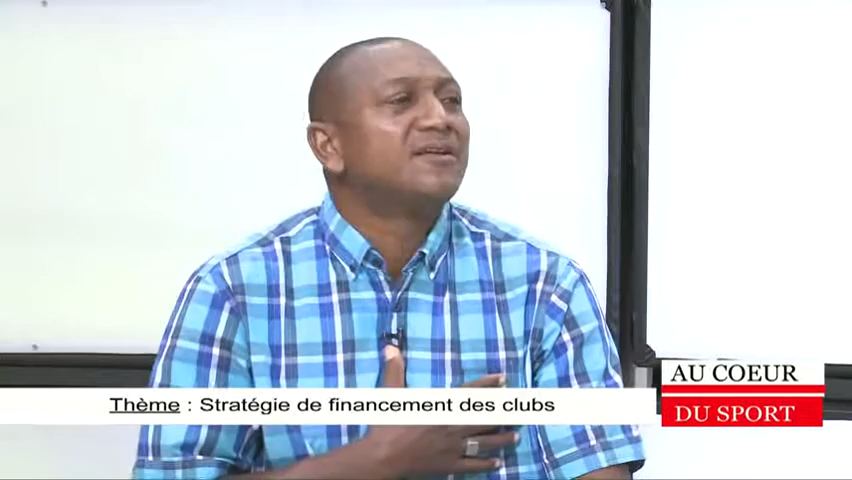 Thème : Stratégie de financement des clubs
AU COEUR
DU SPORT